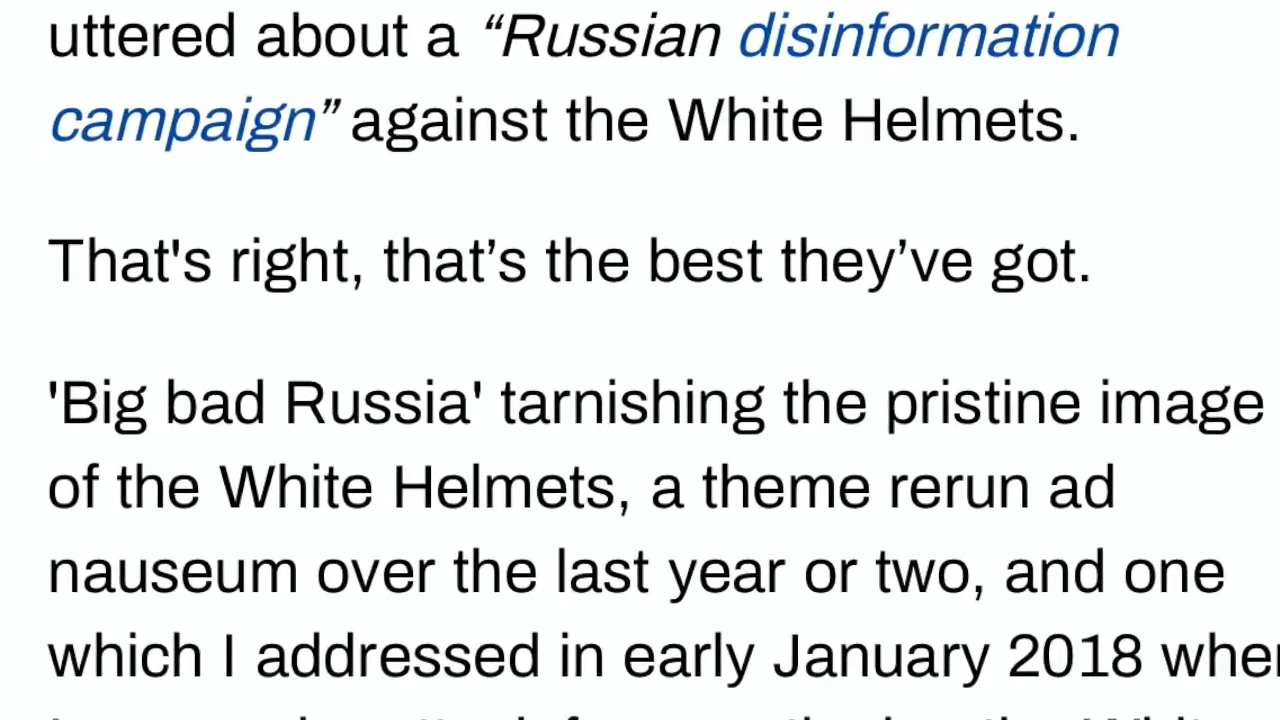 uttered about a “Russian disinformation
campaign” against the White Helmets.
That's right, that’s the best they’ve got.
'Big bad Russia' tarnishing the pristine image
of the White Helmets, a theme rerun ad
nauseum over the last year or two, and one
which I addressed in early January 2018